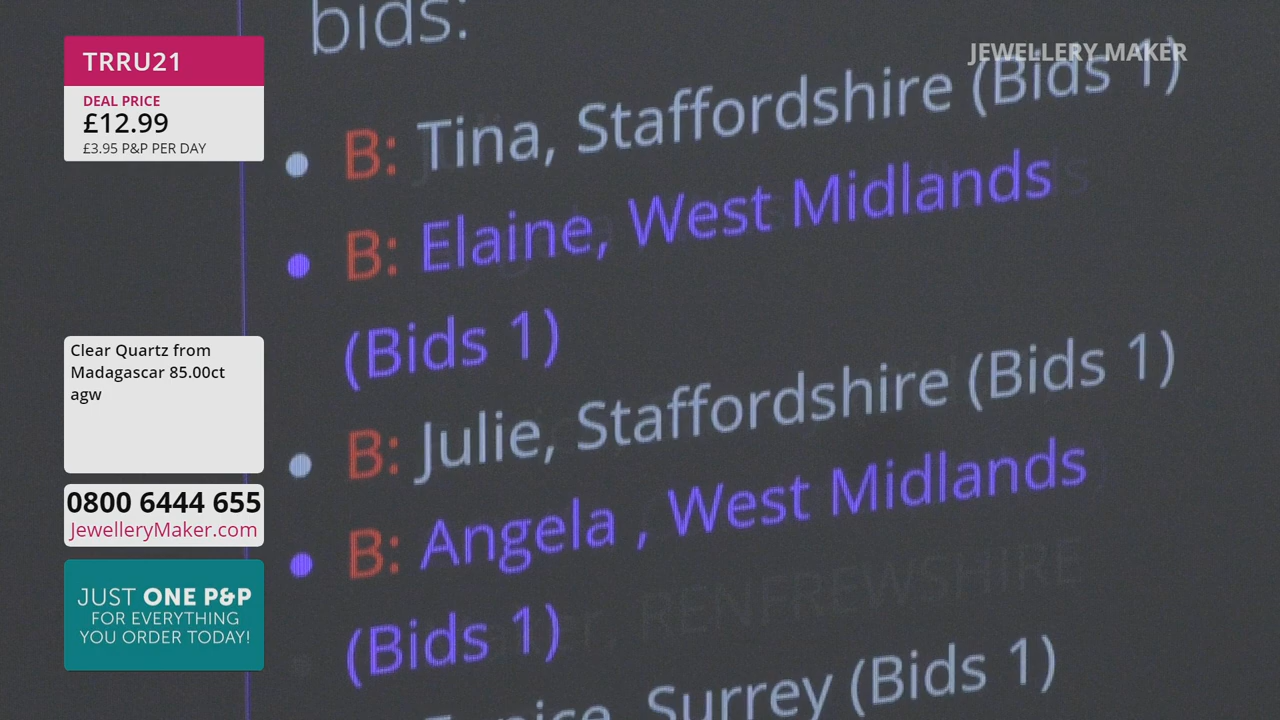 TRRU21
DEAL PRICE
£12.99
£3.95 P&P PER DAY
Clear Quartz from
Madagascar 85.00ct
agw
0800 6444 655
JewelleryMaker.com
JUST ONE P&P
FOR EVERYTHING
YOU ORDER TODAY!
JEWELLERY MAKER
bids:
B: Tina, Staffordshire (Bids 1)
B: Elaine, West Midlands
(Bids 1)
B: Julie, Staffordshire (Bids 1)
B: Angela , West Midlands
(Bids 1)
RENFREWSHIRE
Surrey (Bids 1)